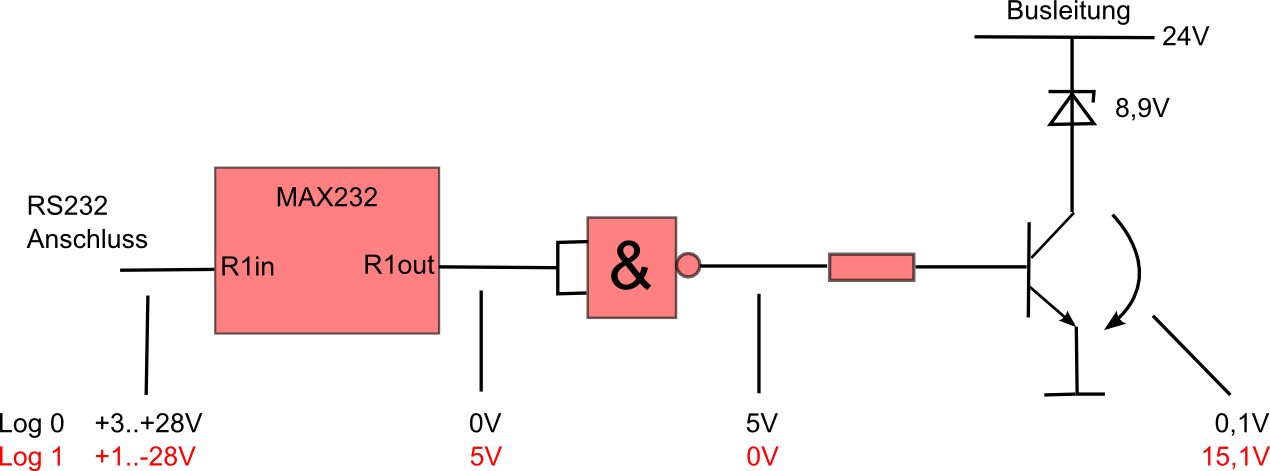 Busleitung
24V
8,9V
MAX232
RS232
Anschluss
R1in
R1out
&
Log 0 +3..+28V 0V 5V 0,1V
Log 1 +1..-28V 5V 0V 15,1V